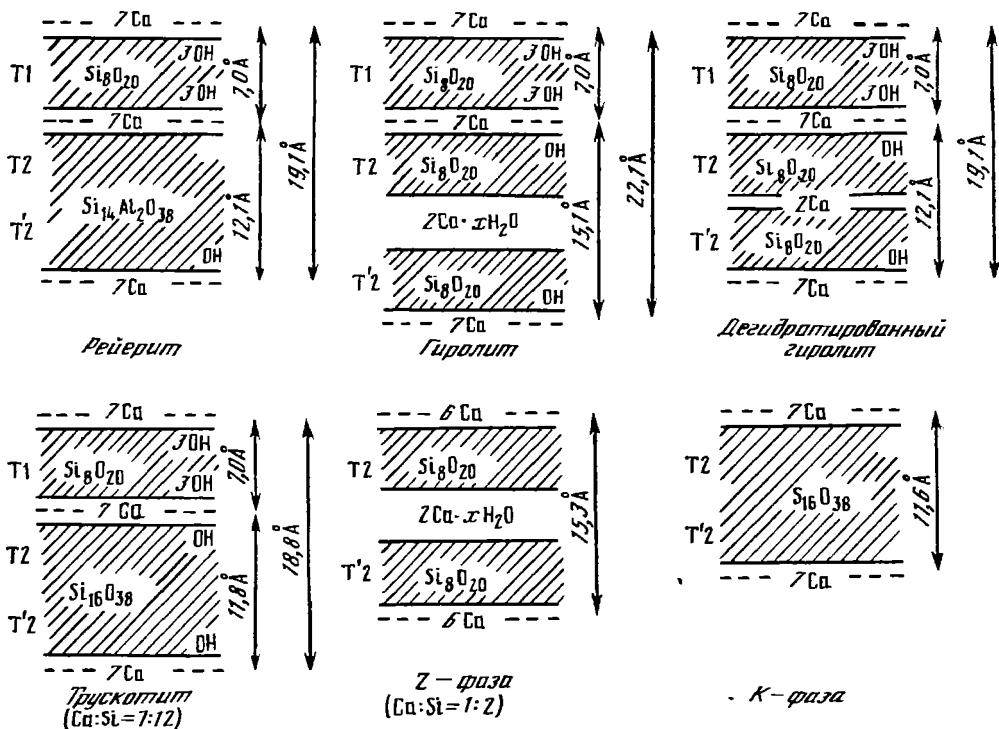 7Ca
T1
Si₈O₂₀
3OH
3OH
7,0Å
7Ca
T2
Si₁₄Al₂O₃₈
T'2
OH
12,1Å
19,1Å
7Ca
Рейерит
7Ca
T1
Si₈O₂₀
3OH
3OH
7,0Å
7Ca
T2
Si₈O₂₀
OH
2Ca·xH₂O
T'2
Si₈O₂₀
OH
15,1Å
22,1Å
7Ca
Гиролит
7Ca
T1
Si₈O₂₀
3OH
3OH
7,0Å
7Ca
T2
Si₈O₂₀
OH
2Ca
T'2
Si₈O₂₀
OH
12,1Å
19,1Å
7Ca
Дегидратированный
гиролит
7Ca
T1
Si₈O₂₀
3OH
3OH
7,0Å
7Ca
T2
OH
Si₁₆O₃₈
T'2
OH
11,8Å
18,8Å
7Ca
Трускотит
(Ca:Si=7:12)
6Ca
T2
Si₈O₂₀
2Ca·xH₂O
T'2
Si₈O₂₀
15,3Å
6Ca
Z – фаза
(Ca:Si=1:2)
7Ca
T2
S₁₆O₃₈
T'2
11,6Å
7Ca
K – фаза